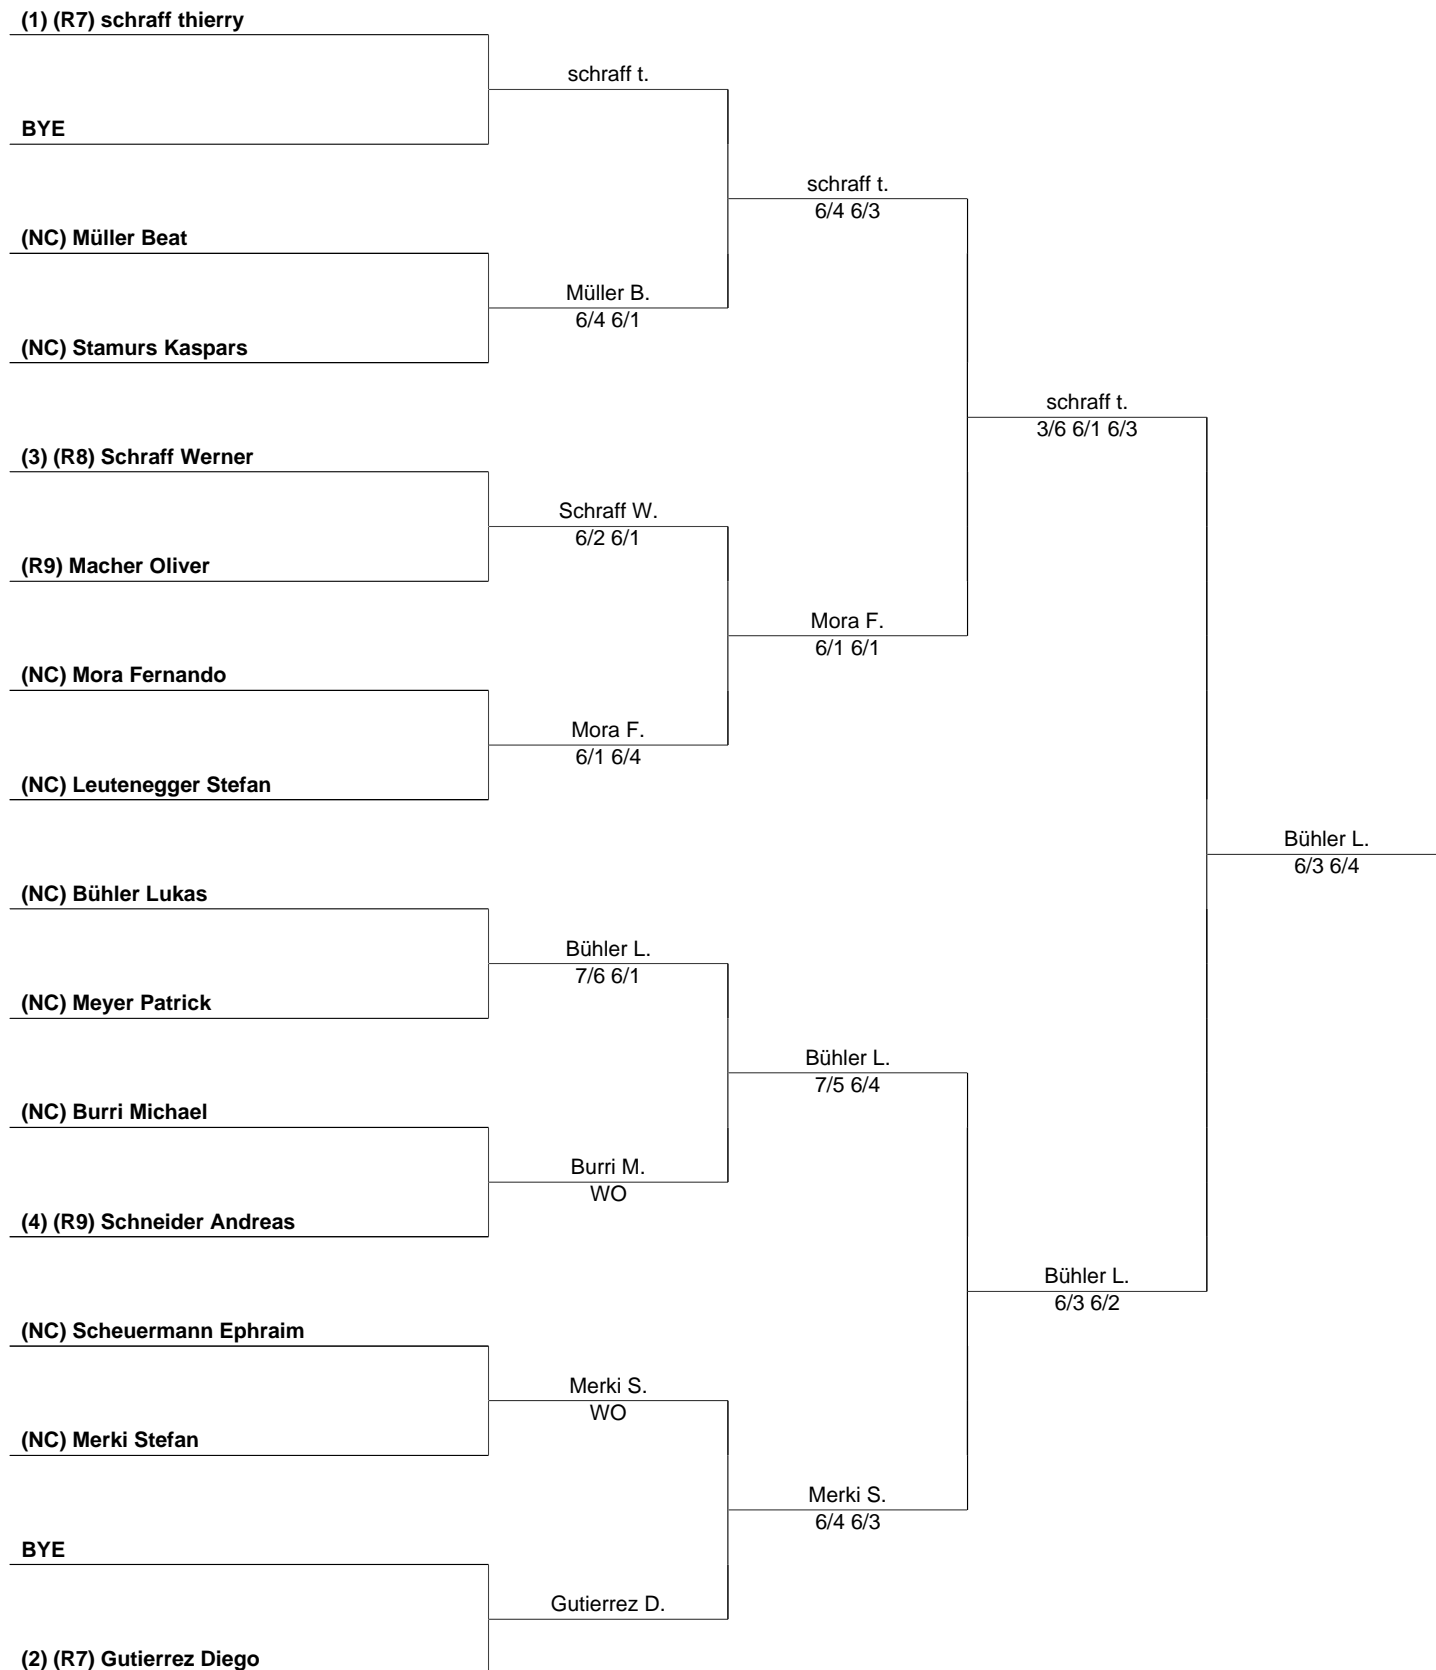 (1) (R7) schraff thierry
schraff t.
BYE
schraff t.
6/4 6/3
(NC) Müller Beat
Müller B.
6/4 6/1
(NC) Stamurs Kaspars
schraff t.
3/6 6/1 6/3
(3) (R8) Schraff Werner
Schraff W.
6/2 6/1
(R9) Macher Oliver
Mora F.
6/1 6/1
(NC) Mora Fernando
Mora F.
6/1 6/4
(NC) Leutenegger Stefan
Bühler L.
6/3 6/4
(NC) Bühler Lukas
Bühler L.
7/6 6/1
(NC) Meyer Patrick
Bühler L.
7/5 6/4
(NC) Burri Michael
Burri M.
WO
(4) (R9) Schneider Andreas
Bühler L.
6/3 6/2
(NC) Scheuermann Ephraim
Merki S.
WO
(NC) Merki Stefan
Merki S.
6/4 6/3
BYE
Gutierrez D.
(2) (R7) Gutierrez Diego